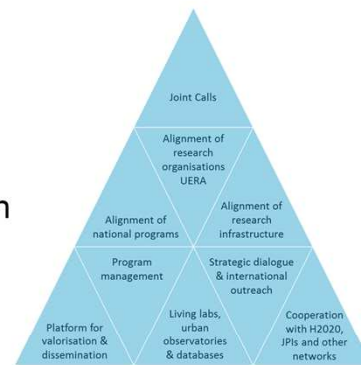 Joint Calls
Alignment of
research
organisations
UERA
Alignment of
national programs
Alignment of
research
infrastructure
Program
management
Strategic dialogue
& international
outreach
Platform for
valorisation &
dissemination
Living labs,
urban
observatories
& databases
Cooperation
with H2020,
JPIs and other
networks